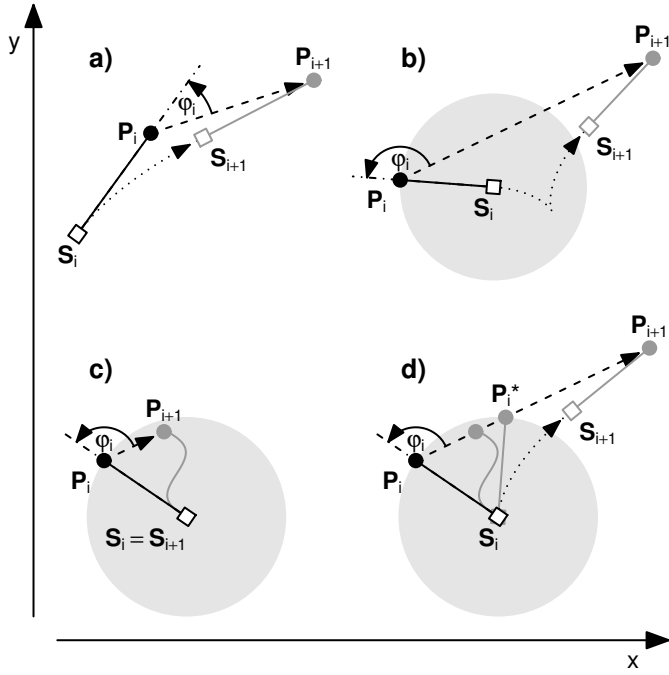 y
a)
P_{i+1}
φ_i
P_i
S_{i+1}
S_i
b)
P_{i+1}
φ_i
P_i
S_i
S_{i+1}
c)
P_{i+1}
φ_i
P_i
S_i = S_{i+1}
d)
P_{i+1}
P_i*
φ_i
P_i
S_{i+1}
S_i
x